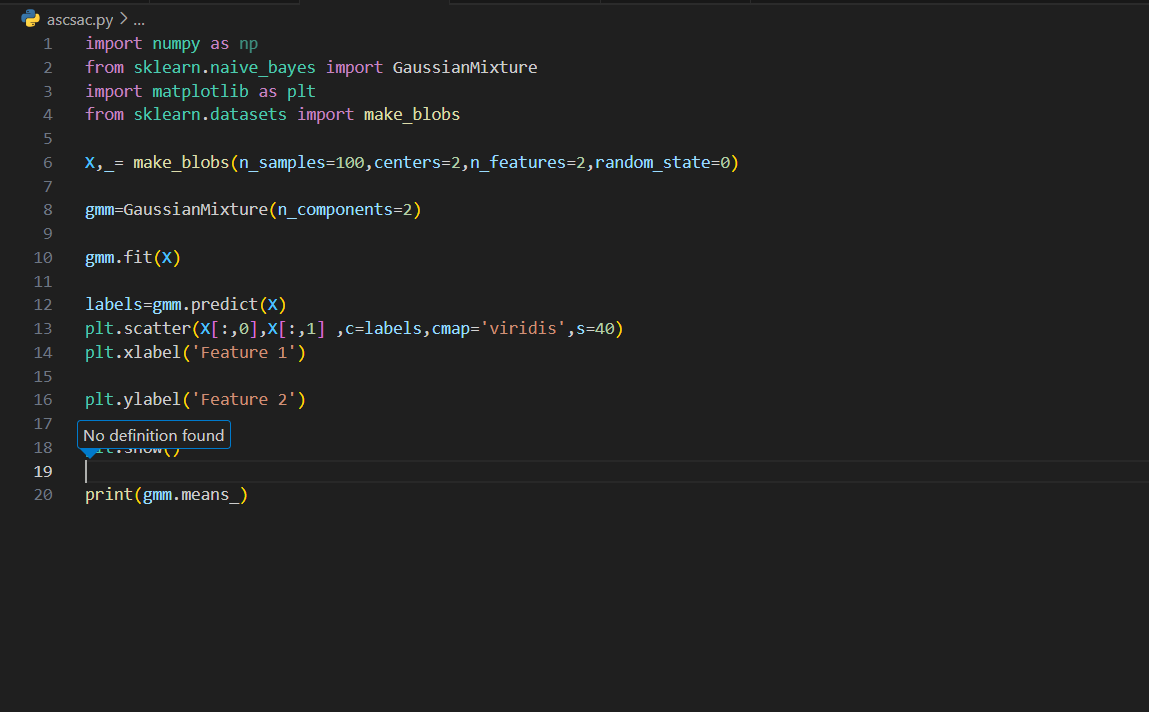 ascsac.py > ...
1 import numpy as np
2 from sklearn.naive_bayes import GaussianMixture
3 import matplotlib as plt
4 from sklearn.datasets import make_blobs
5
6 X,_= make_blobs(n_samples=100,centers=2,n_features=2,random_state=0)
7
8 gmm=GaussianMixture(n_components=2)
9
10 gmm.fit(X)
11
12 labels=gmm.predict(X)
13 plt.scatter(X[:,0],X[:,1] ,c=labels,cmap='viridis',s=40)
14 plt.xlabel('Feature 1')
15
16 plt.ylabel('Feature 2')
17
No definition found
18 plt.show()
19
20 print(gmm.means_)